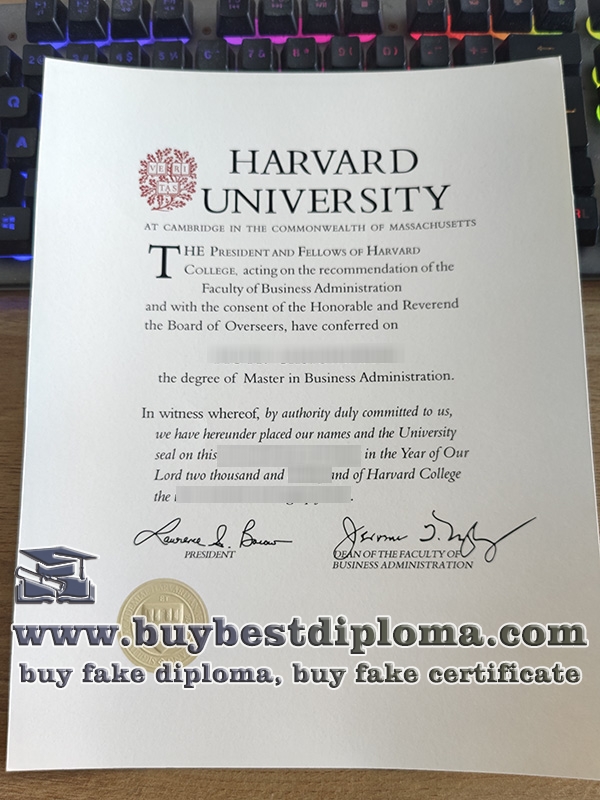 HARVARD
UNIVERSITY
VERI
TAS
AT CAMBRIDGE IN THE COMMONWEALTH OF MASSACHUSETTS
THE PRESIDENT AND FELLOWS OF HARVARD
COLLEGE, acting on the recommendation of the
Faculty of Business Administration
and with the consent of the Honorable and Reverend
the Board of Overseers, have conferred on
the degree of Master in Business Administration.
In witness whereof, by authority duly committed to us,
we have hereunder placed our names and the University
seal on this in the Year of Our
Lord two thousand and and of Harvard College
the .
PRESIDENT
DEAN OF THE FACULTY OF
BUSINESS ADMINISTRATION
www.buybestdiploma.com
buy fake diploma, buy fake certificate